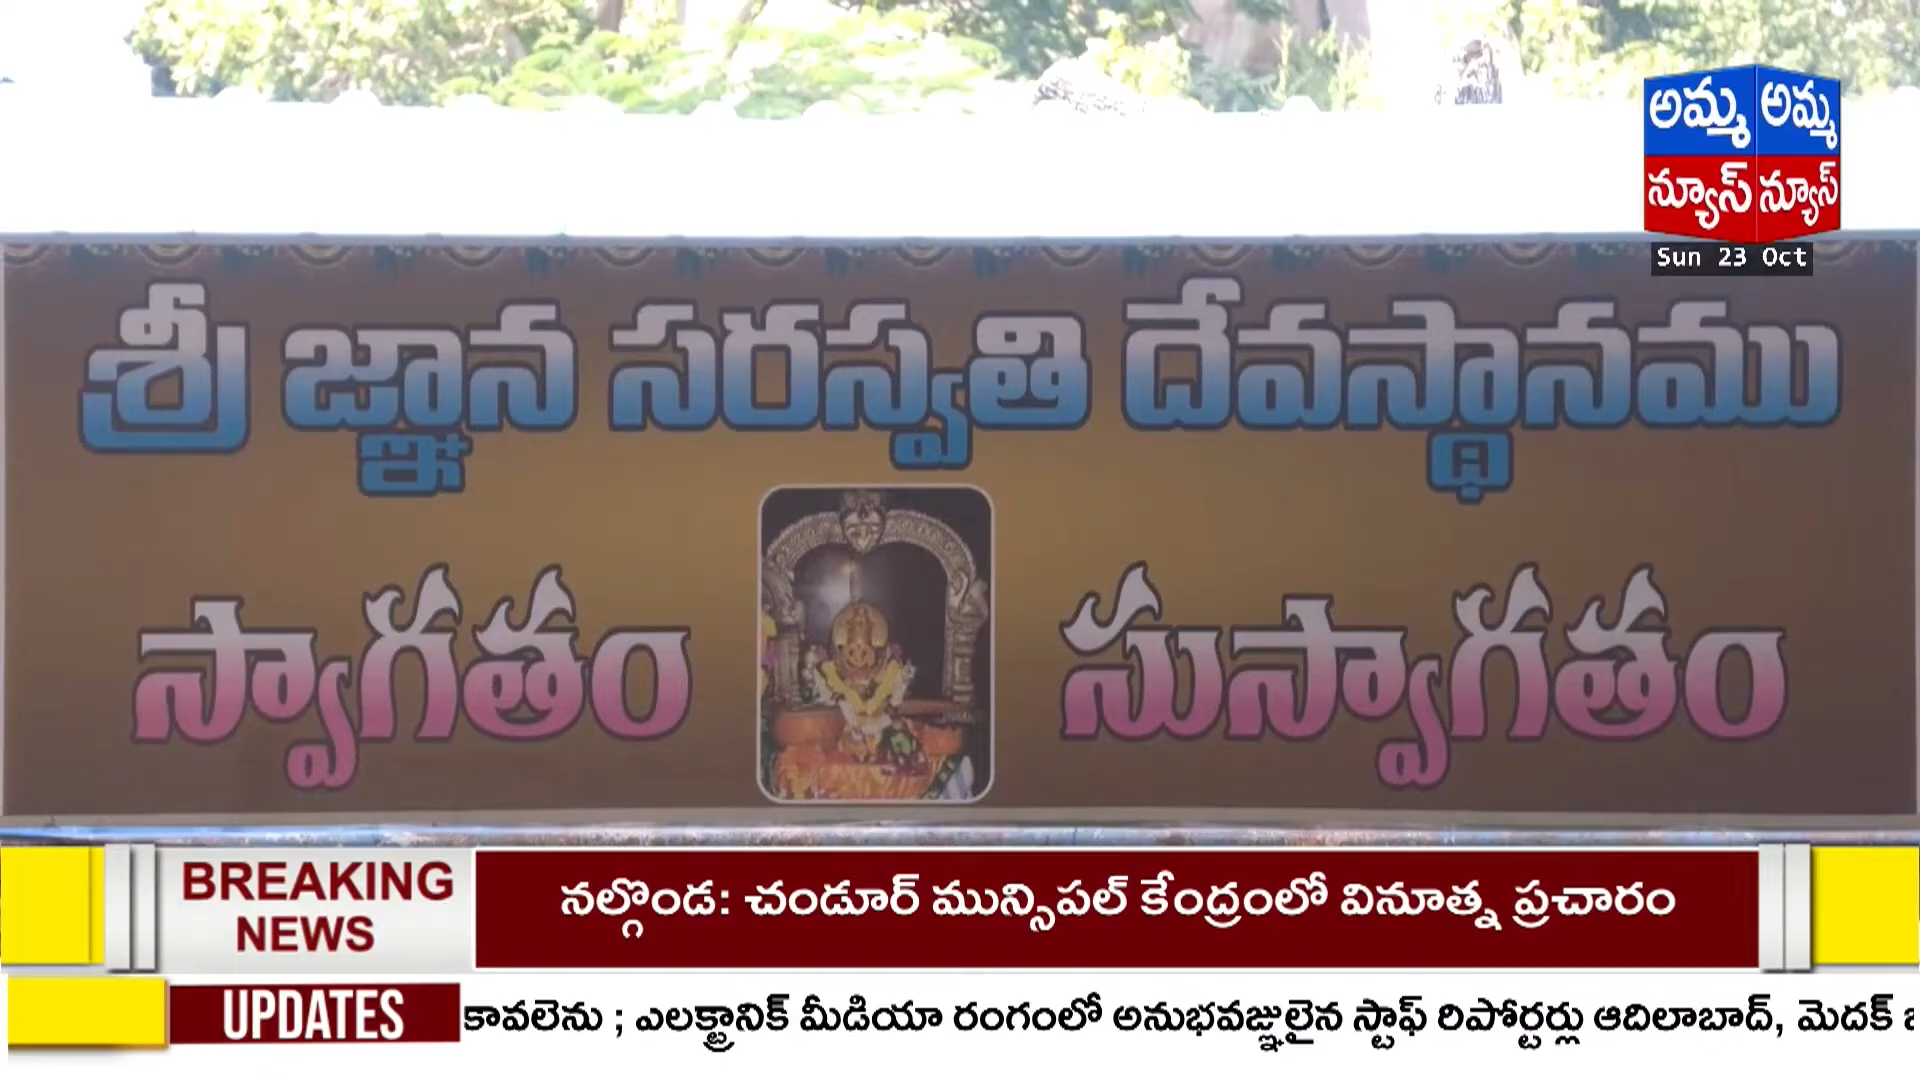 అమ్మ అమ్మ
న్యూస్ న్యూస్
Sun 23 Oct
శ్రీ జ్ఞాన సరస్వతి దేవస్థానము
స్వాగతం సుస్వాగతం
BREAKING NEWS
నల్గొండ: చండూర్ మున్సిపల్ కేంద్రంలో వినూత్న ప్రచారం
UPDATES
కావలెను ; ఎలక్ట్రానిక్ మీడియా రంగంలో అనుభవజ్ఞులైన స్టాఫ్ రిపోర్టర్లు ఆదిలాబాద్, మెదక్